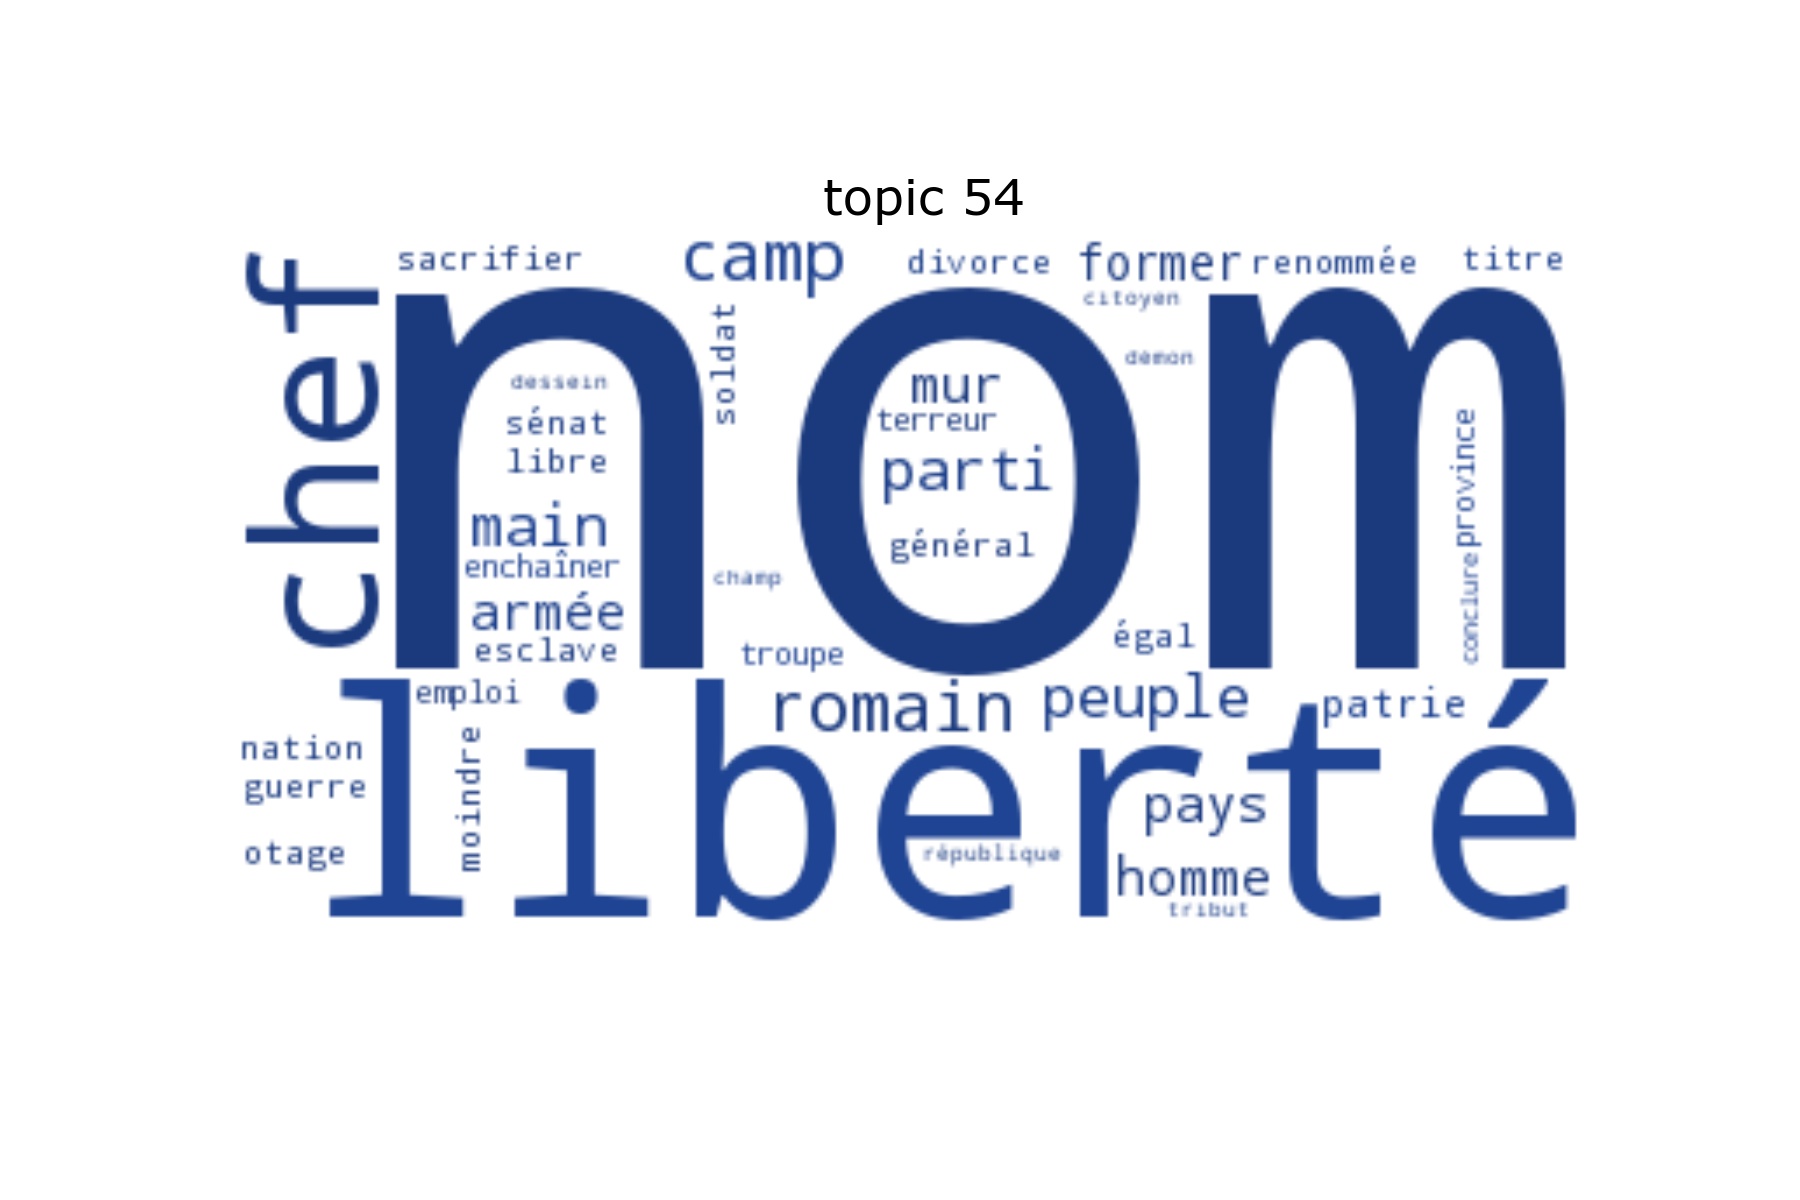 topic 54
chef
sacrifier
camp
divorce
former
renommée
titre
citoyen
nom
soldat
démon
dessein
sénat
libre
main
enchaîner
armée
esclave
champ
troupe
mur
terreur
parti
général
égal
province
conclure
liberté
emploi
romain
peuple
patrie
nation
guerre
otage
moindre
république
pays
homme
tribut